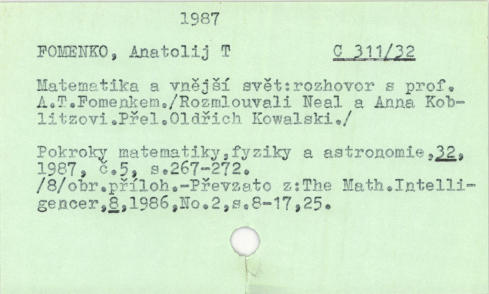 1987
FOMENKO, Anatolij T C 311/32
Matematika a vnější svět:rozhovor s prof.
A.T.Fomenkem./Rozmlouvali Neal a Anna Kob-
litzovi.Přel.Oldřich Kowalski./
Pokroky matematiky,fyziky a astronomie,32,
1987, č.5, s.267-272.
/8/obr.příloh.-Převzato z:The Math.Intelli-
gencer,8,1986,No.2,s.8-17,25.